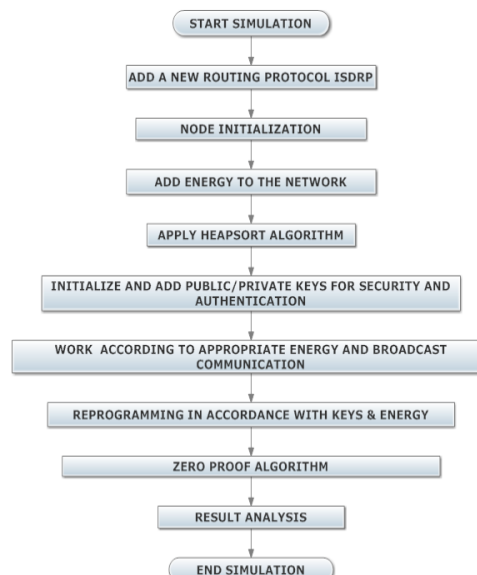 START SIMULATION
ADD A NEW ROUTING PROTOCOL ISDRP
NODE INITIALIZATION
ADD ENERGY TO THE NETWORK
APPLY HEAPSORT ALGORITHM
INITIALIZE AND ADD PUBLIC/PRIVATE KEYS FOR SECURITY AND
AUTHENTICATION
WORK ACCORDING TO APPROPRIATE ENERGY AND BROADCAST
COMMUNICATION
REPROGRAMMING IN ACCORDANCE WITH KEYS & ENERGY
ZERO PROOF ALGORITHM
RESULT ANALYSIS
END SIMULATION